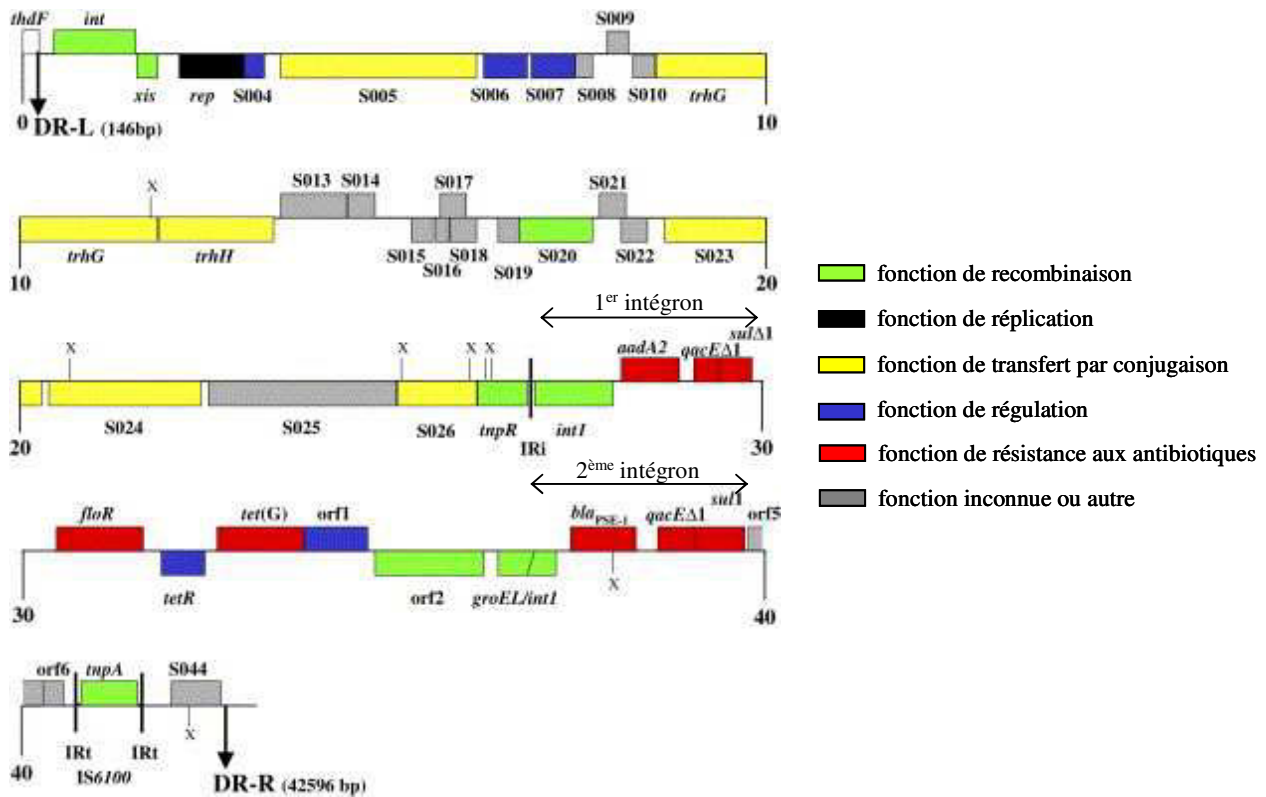 thdF int S009
xis rep S004 S005 S006 S007 S008 S010 trhG
0 DR-L (146bp) 10
x S013 S014 S017 S021
trhG trhH S015 S016 S018 S019 S020 S022 S023
10 20
1er intégron
x x x x aadA2 qacEΔ1 sulΔ1
S024 S025 S026 tnpR IRi int1
20 30
2ème intégron
floR tet(G) orf1 blaPSE-1 qacEΔ1 sul1 orf5
tetR orf2 groEL/int1 x
30 40
orf6 tnpA S044
IRt IRt x
40 IS6100 DR-R (42596 bp)
fonction de recombinaison
fonction de réplication
fonction de transfert par conjugaison
fonction de régulation
fonction de résistance aux antibiotiques
fonction inconnue ou autre